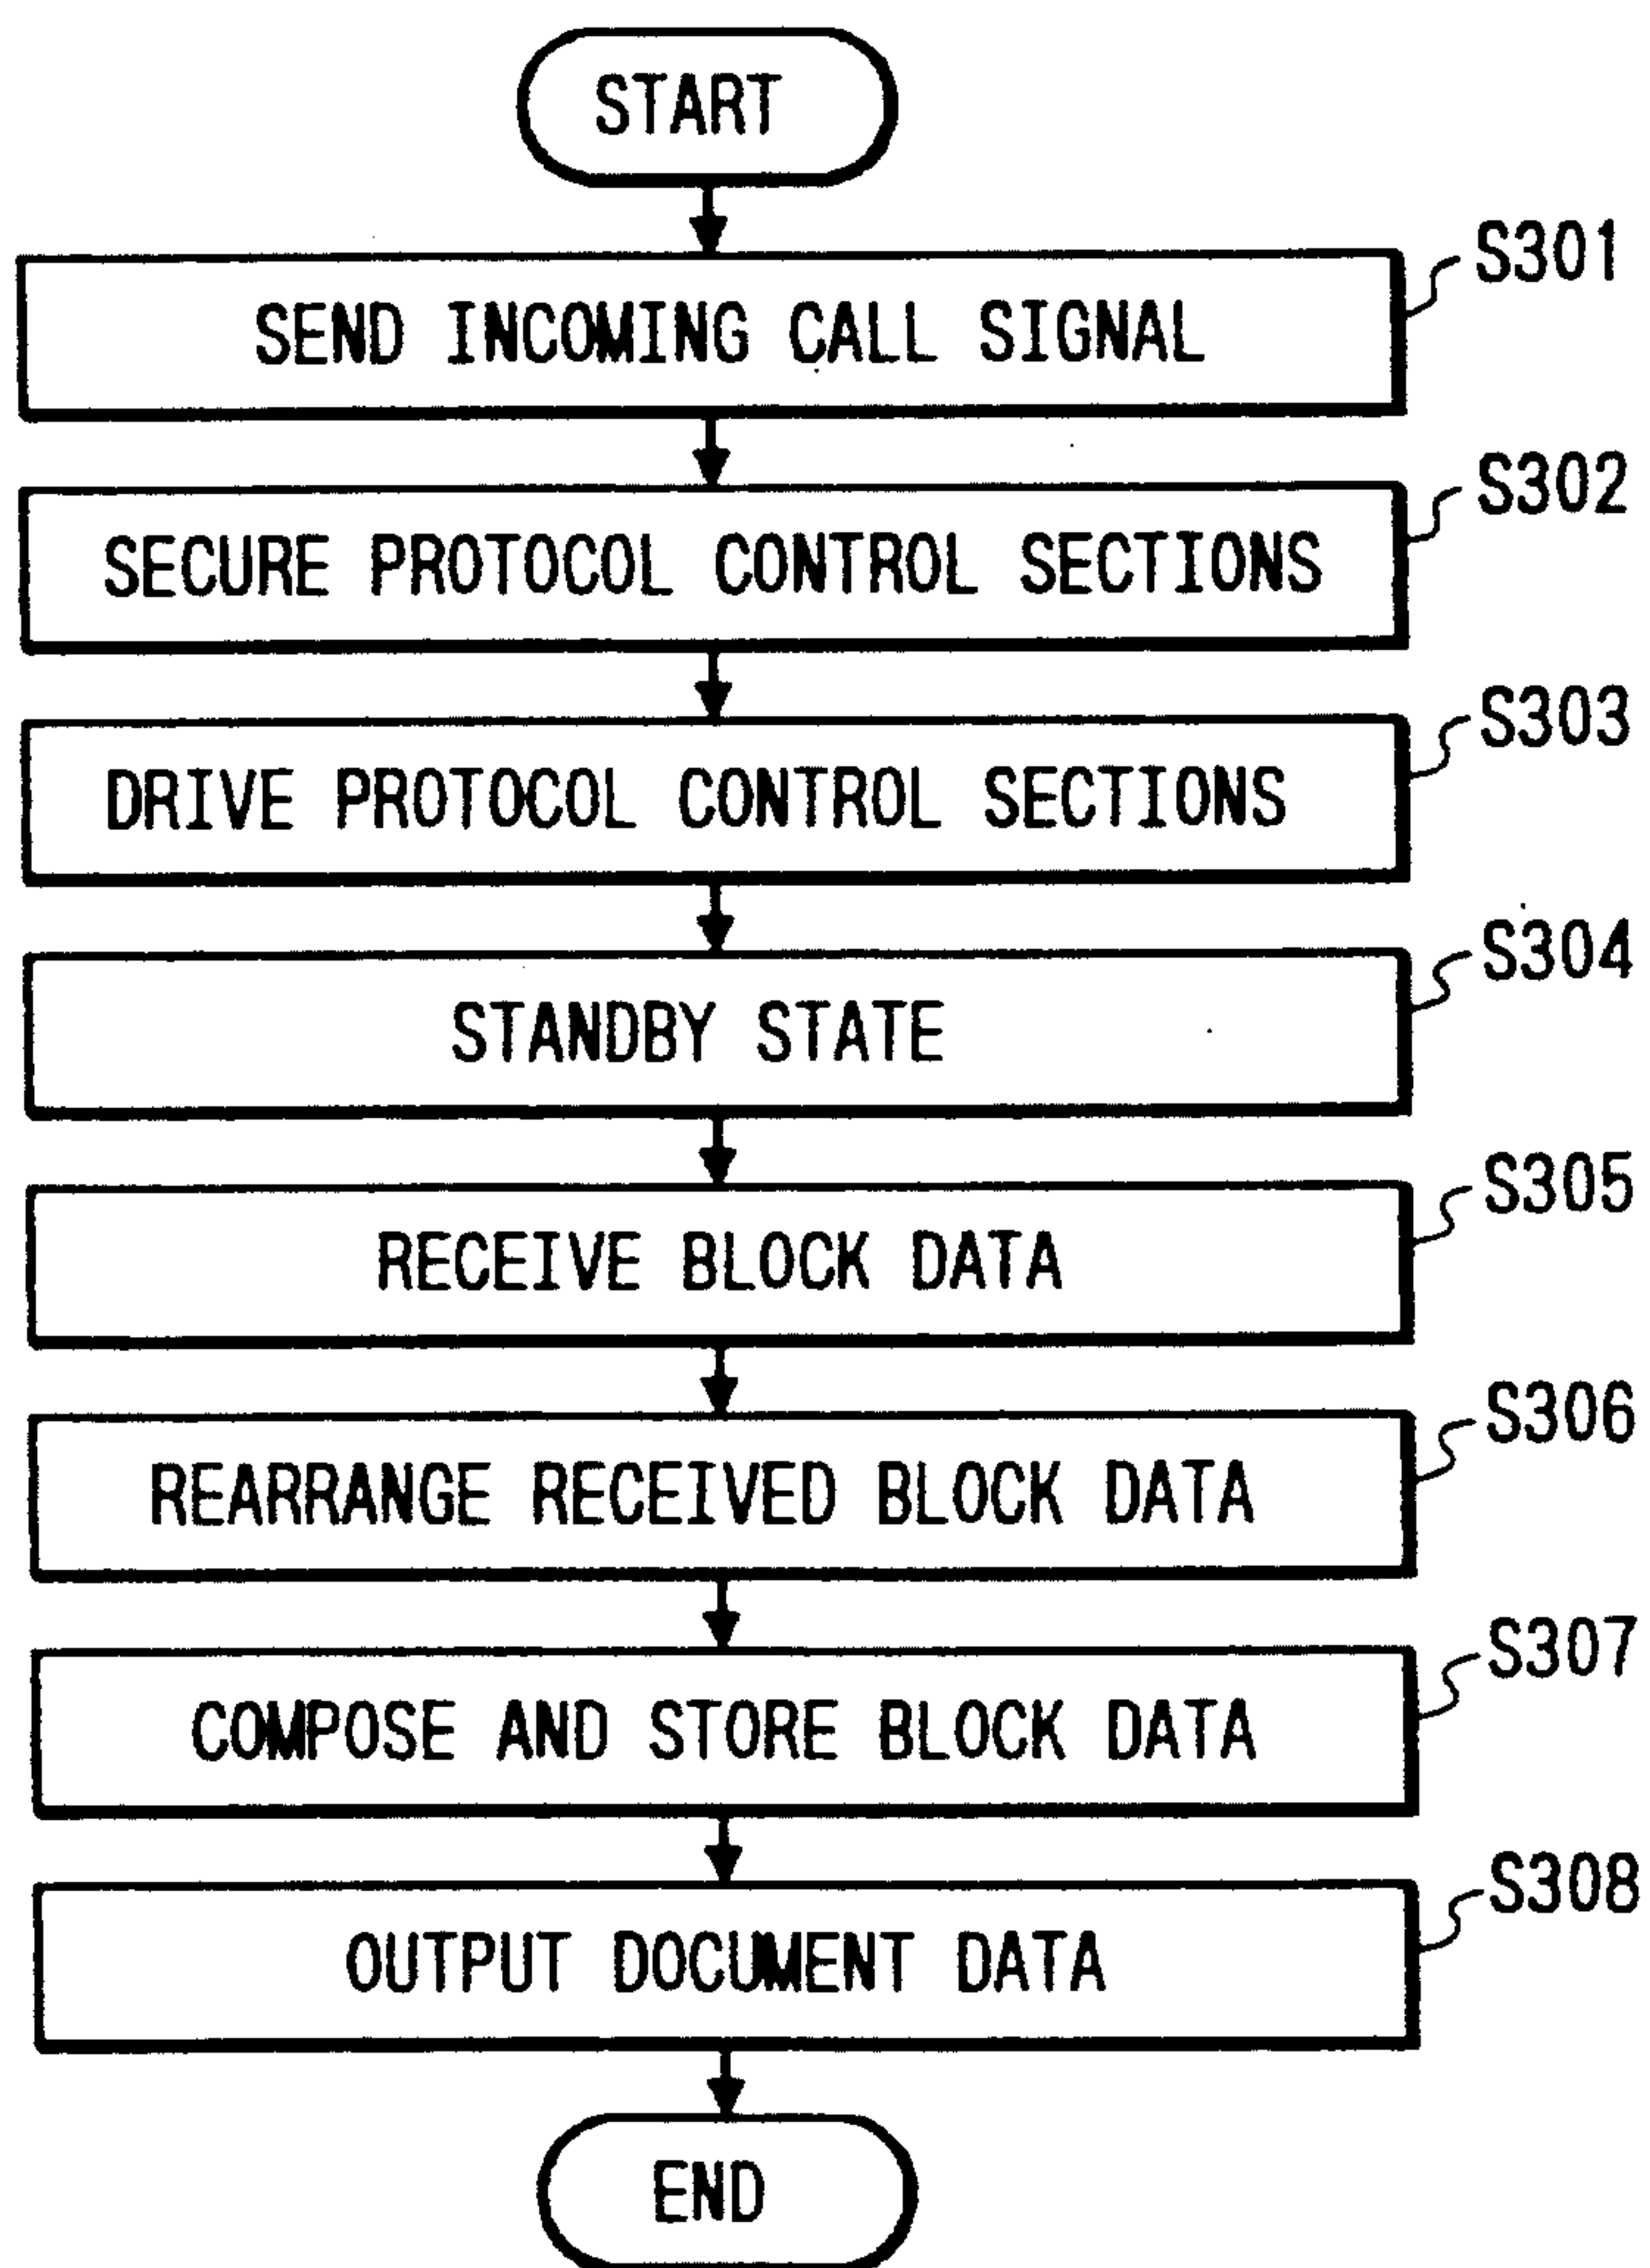 START
S301
SEND INCOMING CALL SIGNAL
S302
SECURE PROTOCOL CONTROL SECTIONS
S303
DRIVE PROTOCOL CONTROL SECTIONS
S304
STANDBY STATE
S305
RECEIVE BLOCK DATA
S306
REARRANGE RECEIVED BLOCK DATA
S307
COMPOSE AND STORE BLOCK DATA
S308
OUTPUT DOCUMENT DATA
END